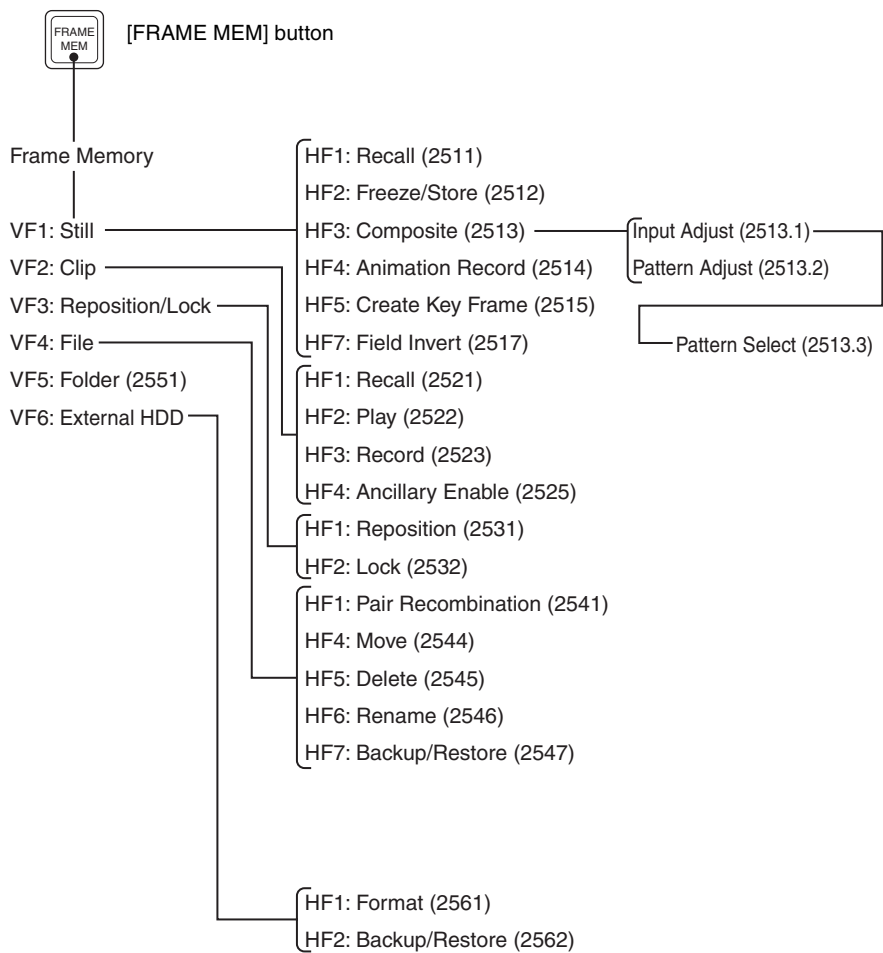 FRAME
MEM
[FRAME MEM] button
Frame Memory
VF1: Still
VF2: Clip
VF3: Reposition/Lock
VF4: File
VF5: Folder (2551)
VF6: External HDD
HF1: Recall (2511)
HF2: Freeze/Store (2512)
HF3: Composite (2513)
HF4: Animation Record (2514)
HF5: Create Key Frame (2515)
HF7: Field Invert (2517)
Input Adjust (2513.1)
Pattern Adjust (2513.2)
Pattern Select (2513.3)
HF1: Recall (2521)
HF2: Play (2522)
HF3: Record (2523)
HF4: Ancillary Enable (2525)
HF1: Reposition (2531)
HF2: Lock (2532)
HF1: Pair Recombination (2541)
HF4: Move (2544)
HF5: Delete (2545)
HF6: Rename (2546)
HF7: Backup/Restore (2547)
HF1: Format (2561)
HF2: Backup/Restore (2562)